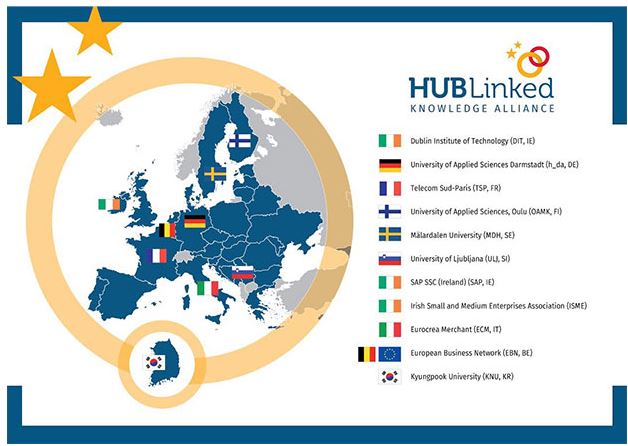 HUBLinked
KNOWLEDGE ALLIANCE
Dublin Institute of Technology (DIT, IE)
University of Applied Sciences Darmstadt (h_da, DE)
Telecom Sud-Paris (TSP, FR)
University of Applied Sciences, Oulu (OAMK, FI)
Mälardalen University (MDH, SE)
University of Ljubljana (ULJ, SI)
SAP SSC (Ireland) (SAP, IE)
Irish Small and Medium Enterprises Association (ISME)
Eurocrea Merchant (ECM, IT)
European Business Network (EBN, BE)
Kyungpook University (KNU, KR)